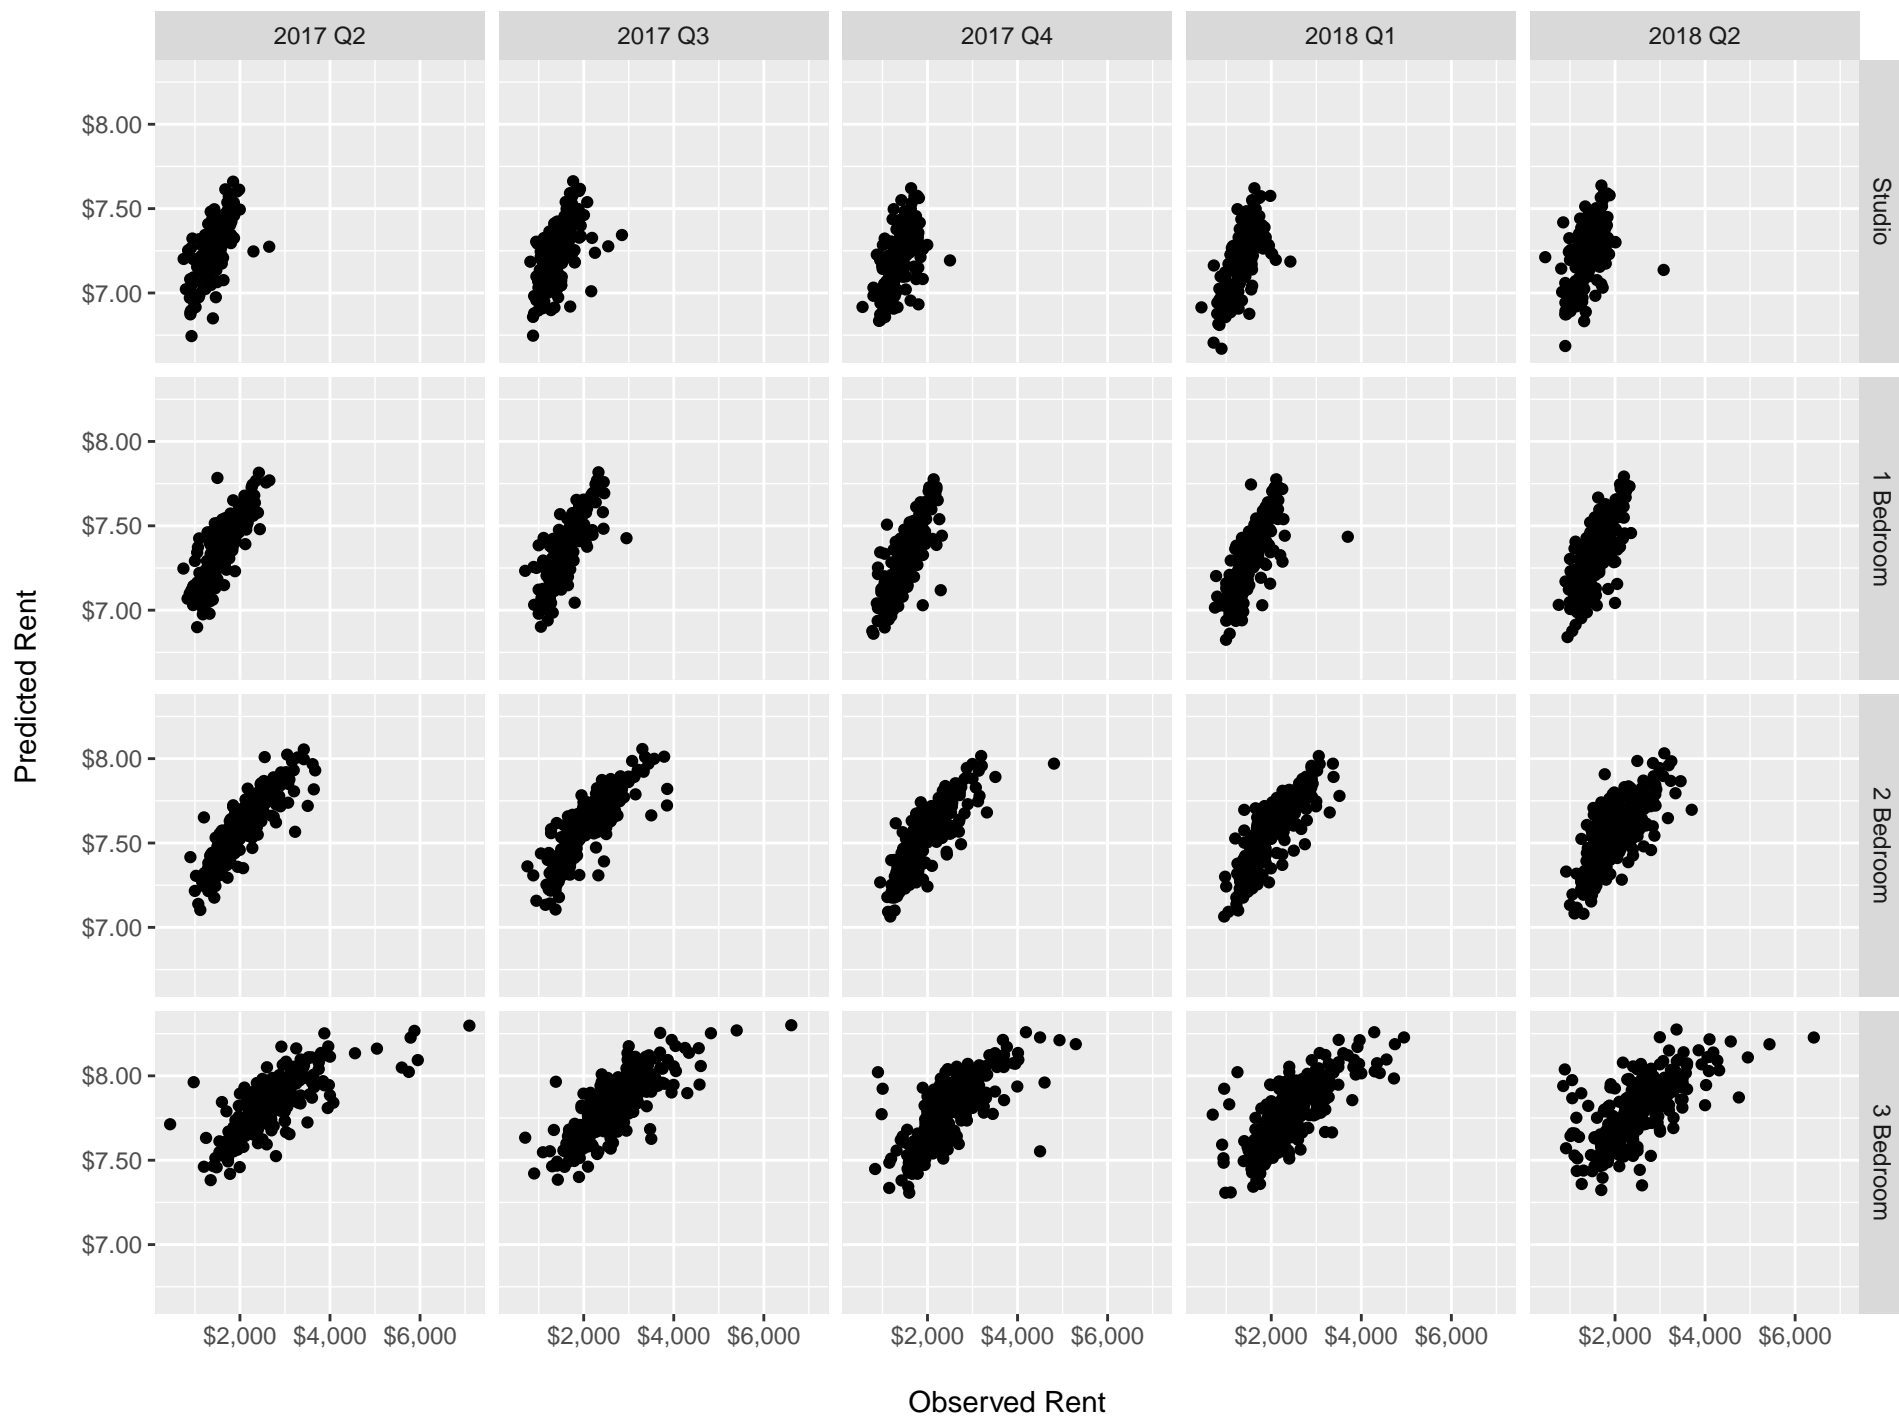 2017 Q2 2017 Q3 2017 Q4 2018 Q1 2018 Q2
$8.00
$7.50
$7.00
Studio
$8.00
$7.50
$7.00
1 Bedroom
$8.00
$7.50
$7.00
2 Bedroom
$8.00
$7.50
$7.00
3 Bedroom
Predicted Rent
$2,000 $4,000 $6,000 $2,000 $4,000 $6,000 $2,000 $4,000 $6,000 $2,000 $4,000 $6,000 $2,000 $4,000 $6,000
Observed Rent